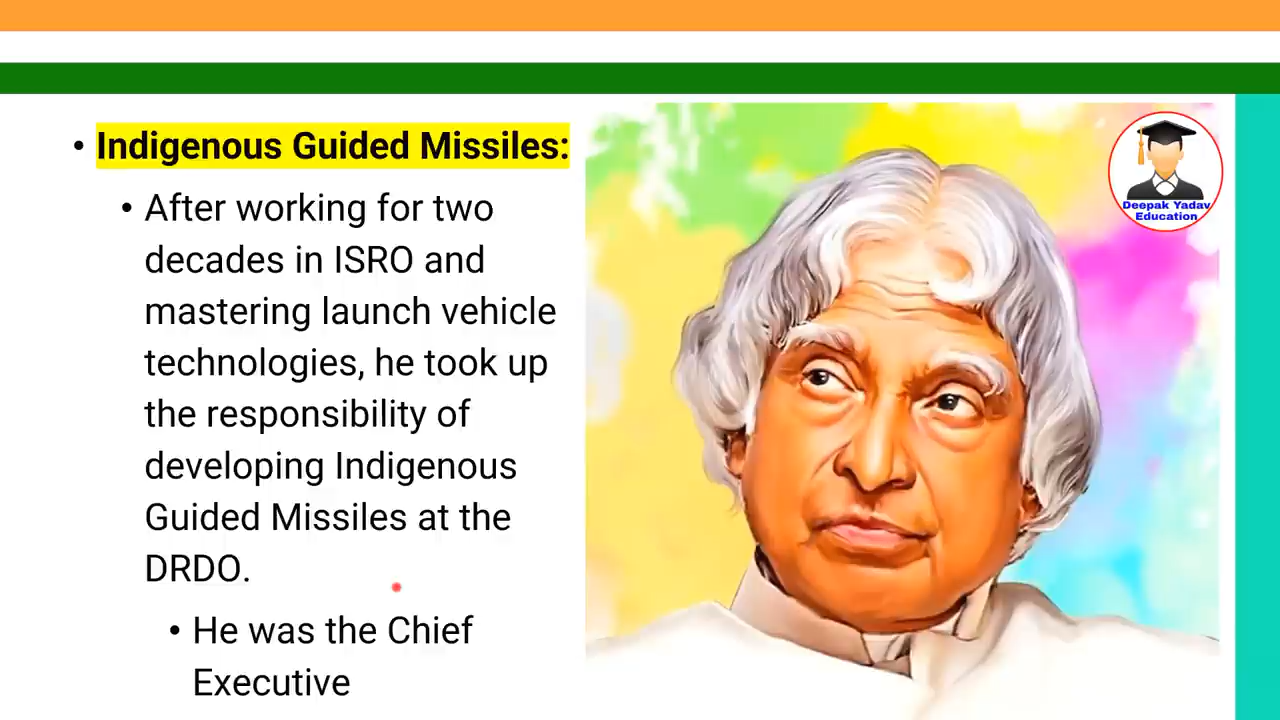 • Indigenous Guided Missiles:
• After working for two
decades in ISRO and
mastering launch vehicle
technologies, he took up
the responsibility of
developing Indigenous
Guided Missiles at the
DRDO.
• He was the Chief
Executive
Deepak Yadav
Education